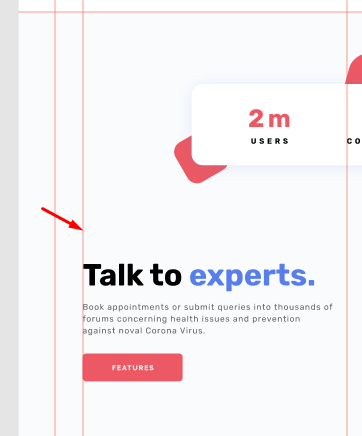 2m
USERS
CO
Talk to experts.
Book appointments or submit queries into thousands of
forums concerning health issues and prevention
against noval Corona Virus.
FEATURES